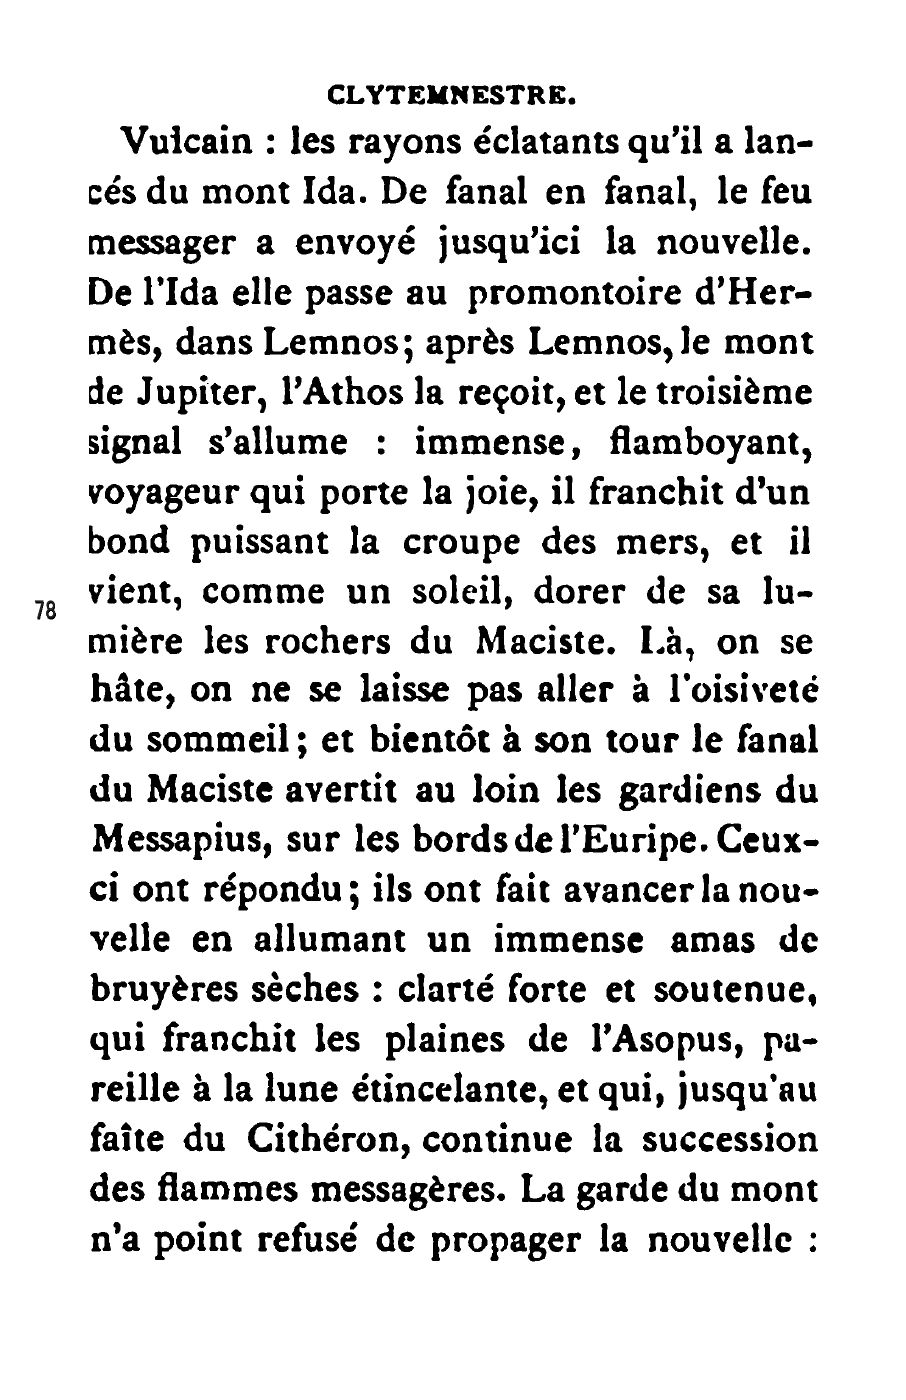 CLYTEMNESTRE.
Vulcain : les rayons éclatants qu'il a lan-
cés du mont Ida. De fanal en fanal, le feu
messager a envoyé jusqu'ici la nouvelle.
De l'Ida elle passe au promontoire d'Her-
mès, dans Lemnos; après Lemnos, le mont
de Jupiter, l'Athos la reçoit, et le troisième
signal s'allume : immense, flamboyant,
voyageur qui porte la joie, il franchit d'un
bond puissant la croupe des mers, et il
vient, comme un soleil, dorer de sa lu-
78
mière les rochers du Maciste. Là, on se
hâte, on ne se laisse pas aller à l'oisiveté
du sommeil; et bientôt à son tour le fanal
du Maciste avertit au loin les gardiens du
Messapius, sur les bords de l'Euripe. Ceux-
ci ont répondu; ils ont fait avancer la nou-
velle en allumant un immense amas de
bruyères sèches : clarté forte et soutenue,
qui franchit les plaines de l'Asopus, pa-
reille à la lune étincelante, et qui, jusqu'au
faîte du Cithéron, continue la succession
des flammes messagères. La garde du mont
n'a point refusé de propager la nouvelle :